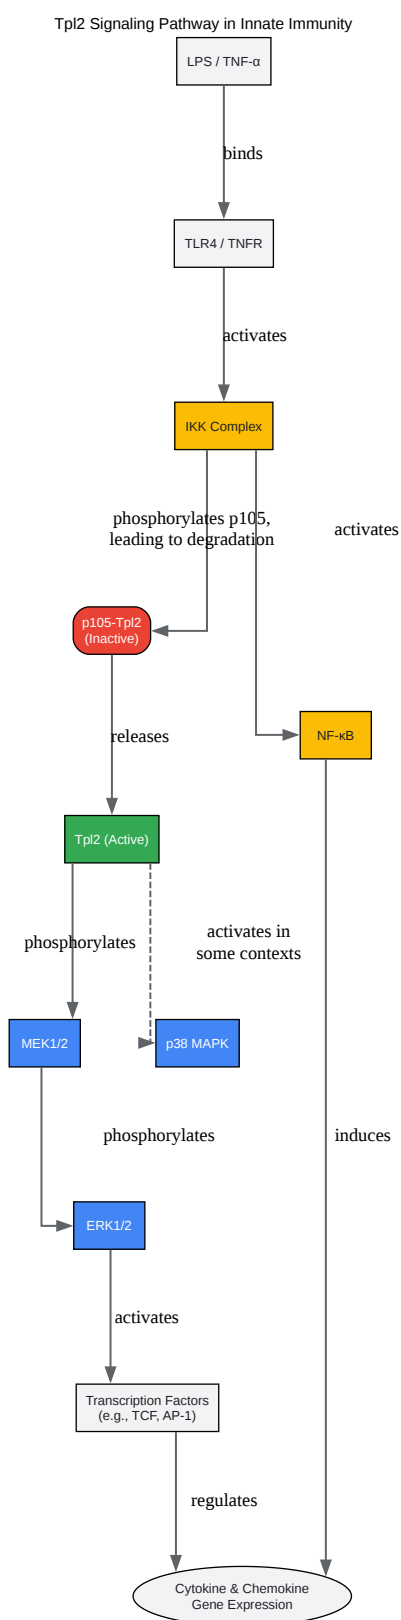 Tpl2 Signaling Pathway in Innate Immunity
LPS / TNF-α
binds
TLR4 / TNFR
activates
IKK Complex
phosphorylates p105,
leading to degradation
activates
p105-Tpl2
(Inactive)
releases
NF-κB
Tpl2 (Active)
phosphorylates
activates in
some contexts
MEK1/2
p38 MAPK
phosphorylates
induces
ERK1/2
activates
Transcription Factors
(e.g., TCF, AP-1)
regulates
Cytokine & Chemokine
Gene Expression